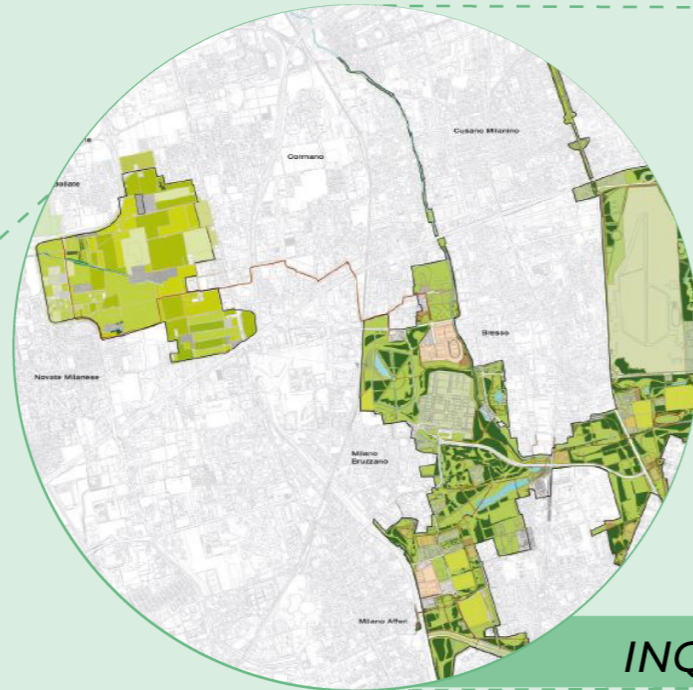 Cusano Milanino
Cormano
Bresso
Novate Milanese
Milano
Bruzzano
Milano Affori
INQ